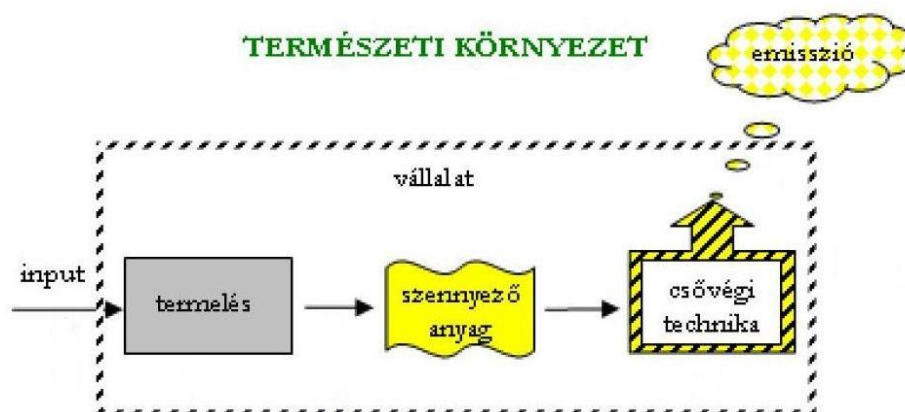 TERMÉSZETI KÖRNYEZET
emisszió
vállalat
input
termelés
szennyező
anyag
csővégi
technika